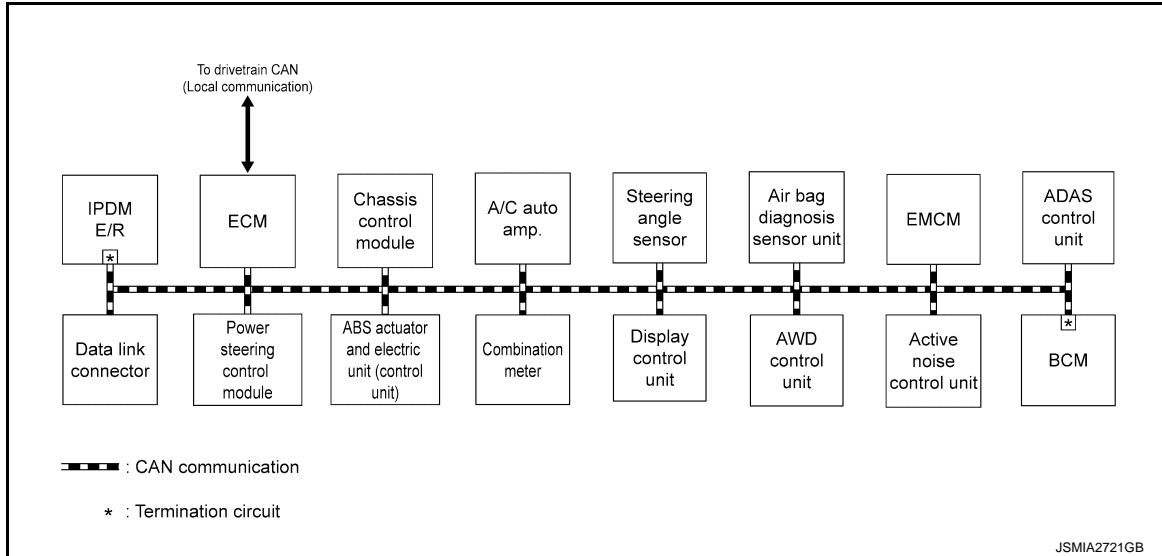 To drivetrain CAN
(Local communication)
IPDM
E/R
*
ECM
Chassis
control
module
A/C auto
amp.
Steering
angle
sensor
Air bag
diagnosis
sensor unit
EMCM
ADAS
control
unit
Data link
connector
Power
steering
control
module
ABS actuator
and electric
unit (control
unit)
Combination
meter
Display
control
unit
AWD
control
unit
Active
noise
control unit
*
BCM
: CAN communication
* : Termination circuit
JSMIA2721GB